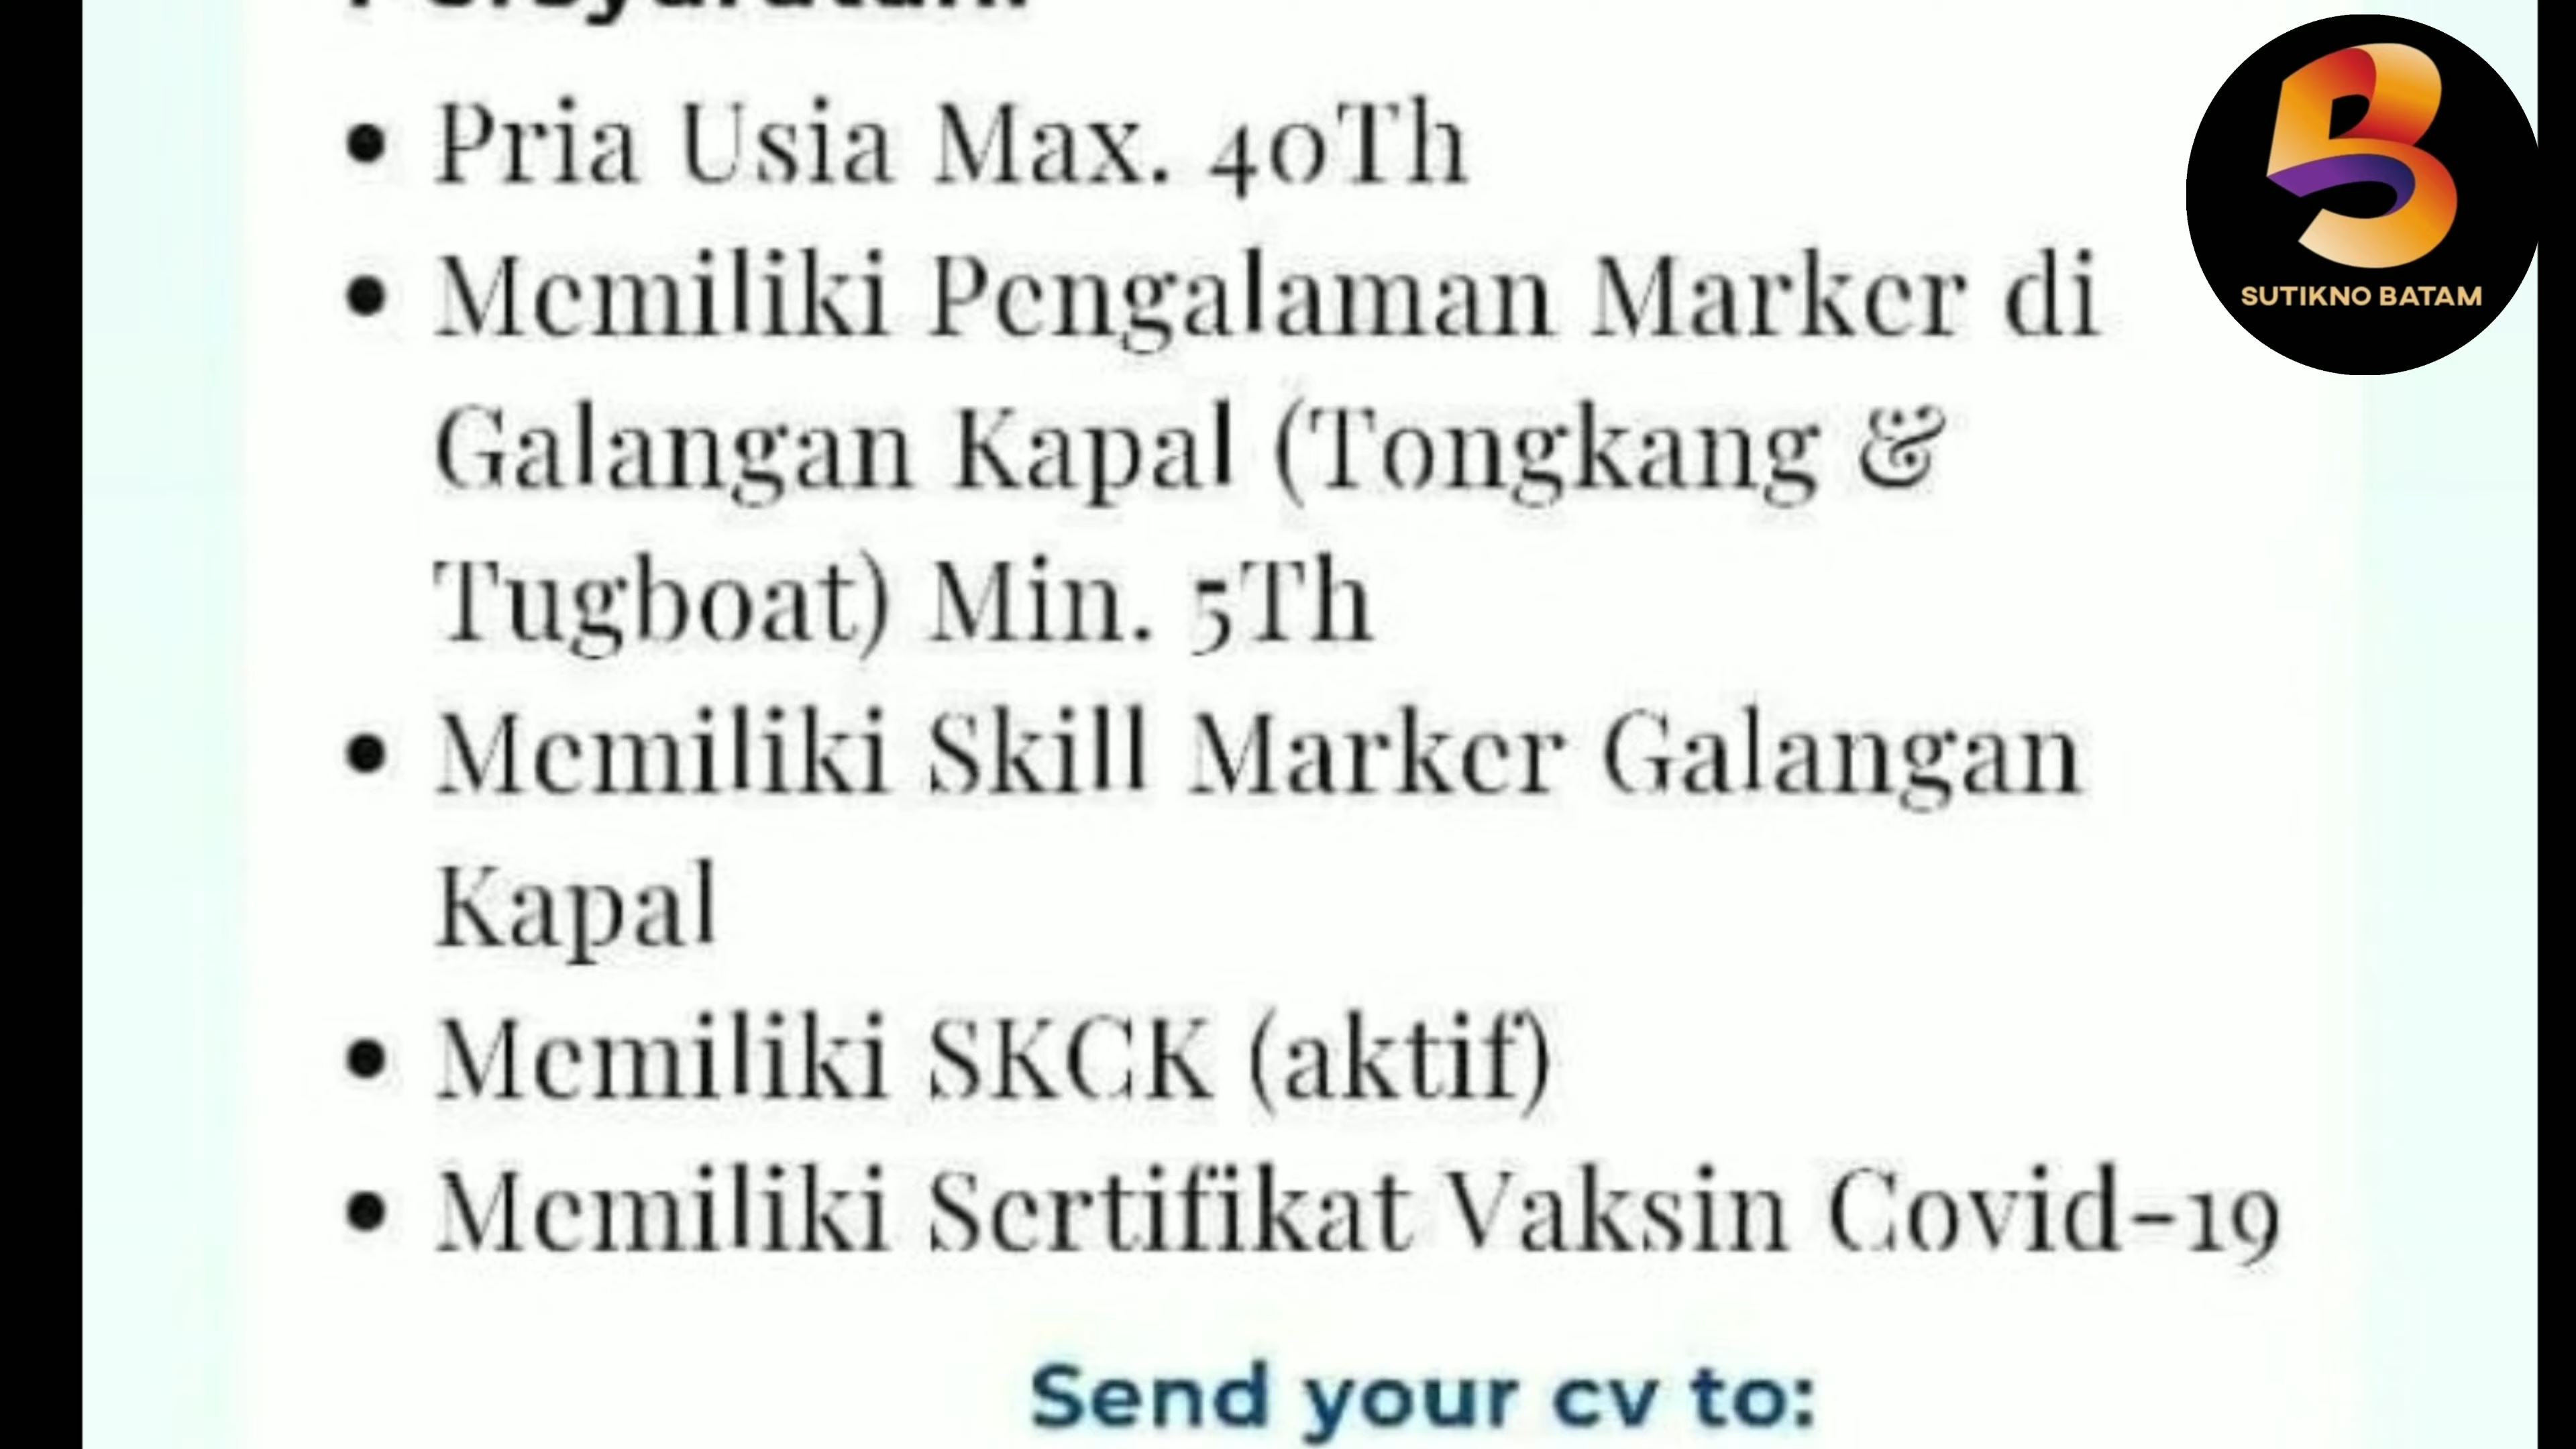 • Pria Usia Max. 40Th
• Memiliki Pengalaman Marker di
Galangan Kapal (Tongkang &
Tugboat) Min. 5Th
• Memiliki Skill Marker Galangan
Kapal
• Memiliki SKCK (aktif)
• Memiliki Sertifikat Vaksin Covid-19
Send your cv to:
SUTIKNO BATAM